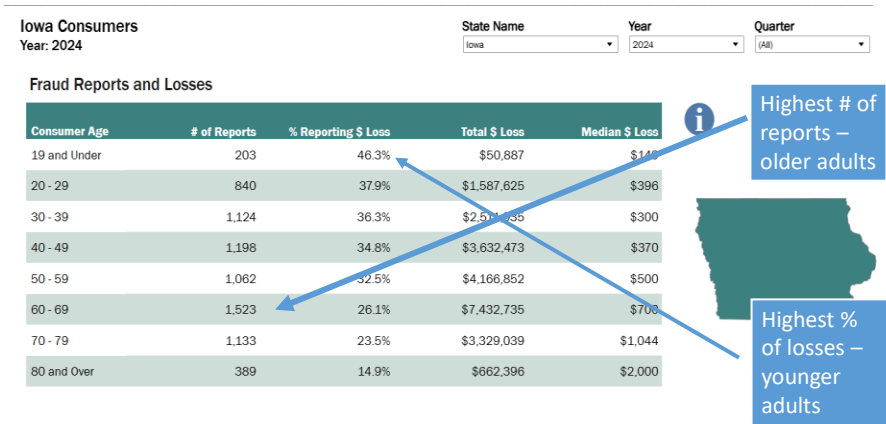 Iowa Consumers
Year: 2024
State Name
Year
Quarter
Iowa
2024
(All)
Fraud Reports and Losses
Consumer Age # of Reports % Reporting $ Loss Total $ Loss Median $ Loss
19 and Under 203 46.3% $50,887
20 - 29 840 37.9% $1,587,625 $396
30 - 39 1,124 36.3% $300
40 - 49 1,198 34.8% $3,632,473 $370
50 - 59 1,062 32.5% $4,166,852 $500
60 - 69 1,523 26.1% $7,432,735 $700
70 - 79 1,133 23.5% $3,329,039 $1,044
80 and Over 389 14.9% $662,396 $2,000
i
Highest # of
reports –
older adults
Highest %
of losses –
younger
adults